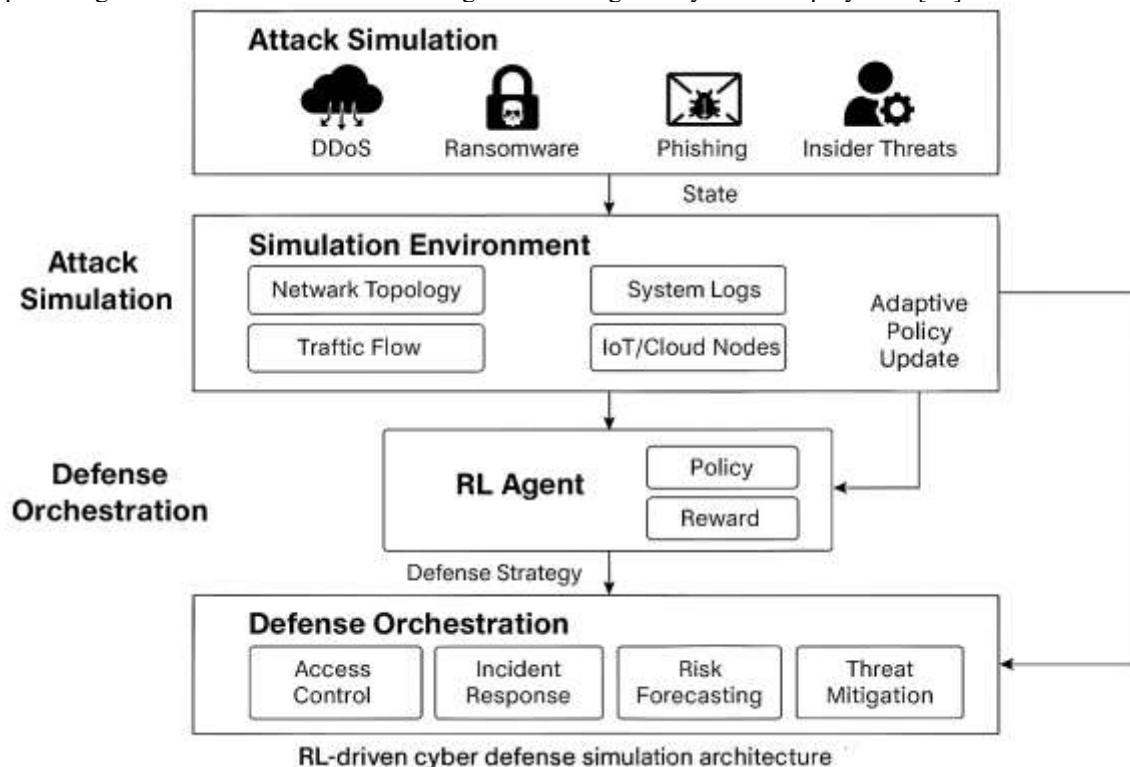 Attack Simulation
DDoS
Ransomware
Phishing
Insider Threats
State
Attack
Simulation
Simulation Environment
Netwark Topology
System Logs
Traftic Flow
IoT/Cloud Nodes
Adaptive
Policy
Update
Defense
Orchestration
RL Agent
Policy
Reward
Defense Strategy
Defense Orchestration
Access
Control
Incident
Response
Risk
Forecasting
Threat
Mitigation
RL-driven cyber defense simulation architecture